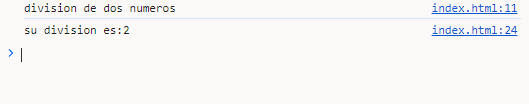 division de dos numeros index.html:11
su division es:2 index.html:24
>